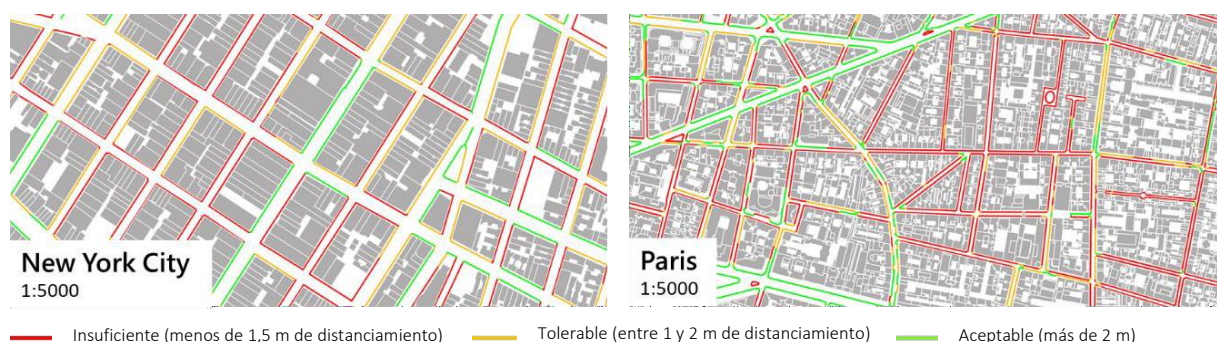 New York City
1:5000
Paris
1:5000
Insuficiente (menos de 1,5 m de distanciamiento)
Tolerable (entre 1 y 2 m de distanciamiento)
Aceptable (más de 2 m)